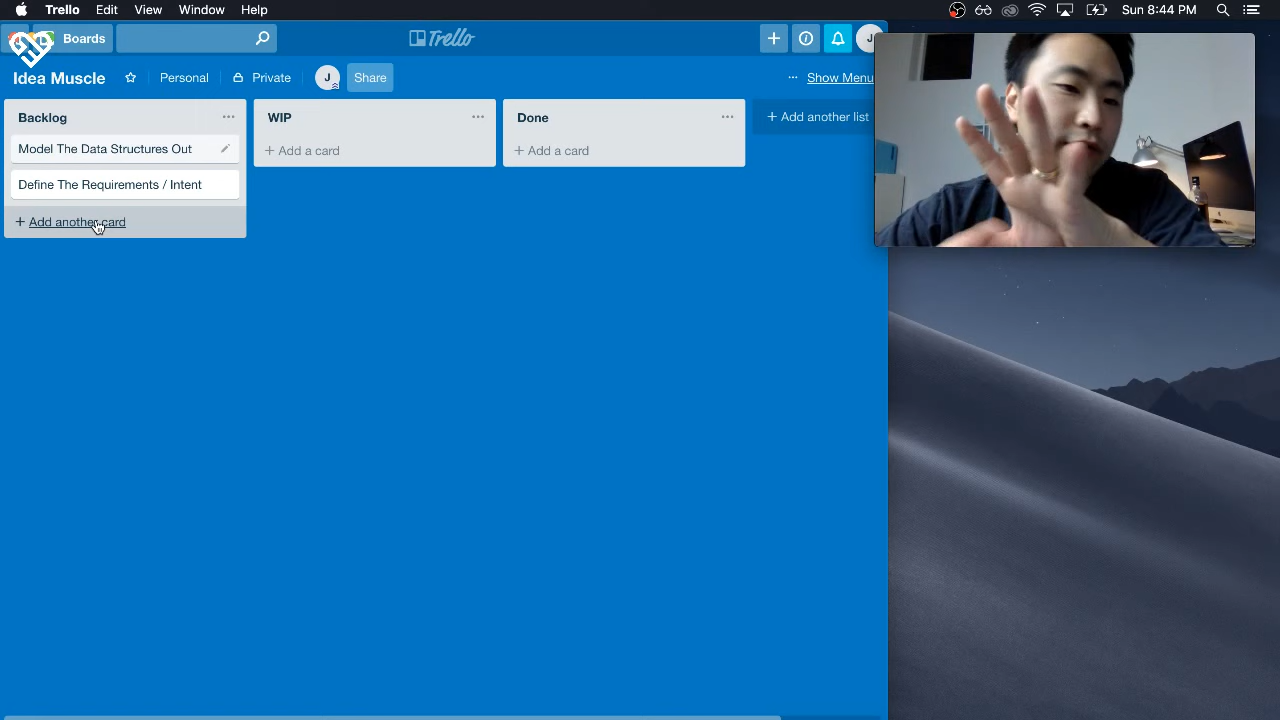 Trello Edit View Window Help Sun 8:44 PM
Boards Trello J
Idea Muscle Personal Private J Share ... Show Menu
Backlog ... WIP ... Done ... + Add another list
Model The Data Structures Out + Add a card + Add a card
Define The Requirements / Intent
+ Add another card